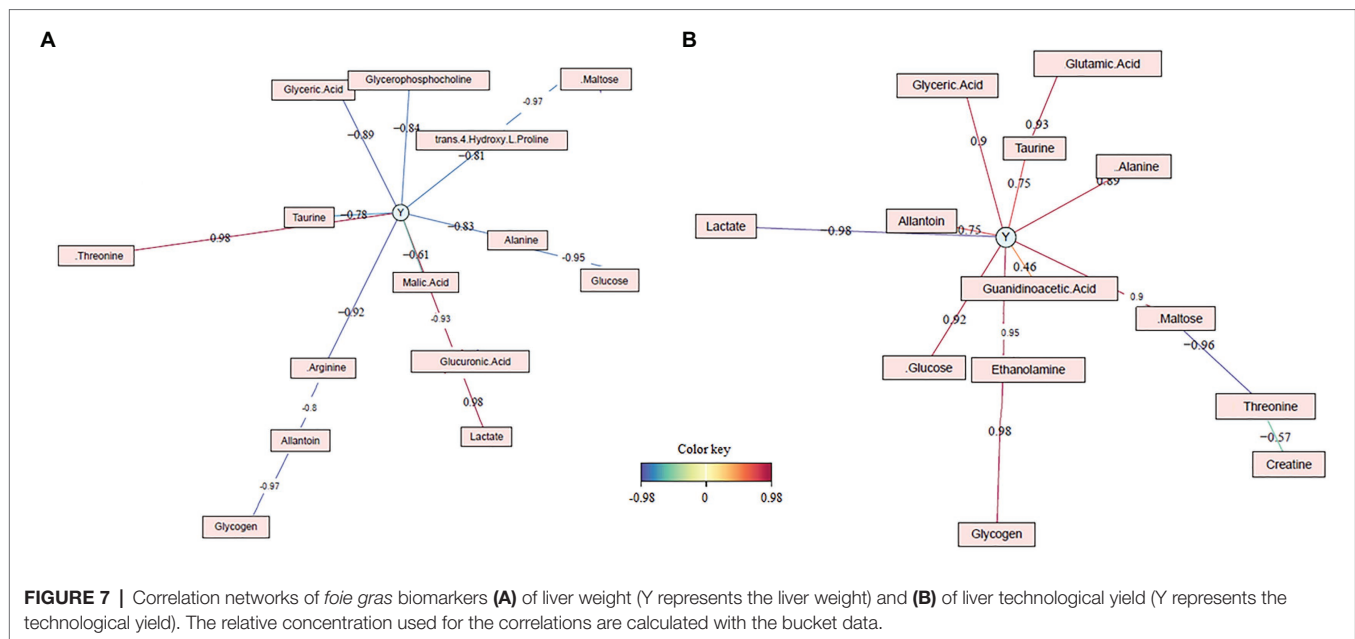 A
B
Glyceric.Acid
Glycerophosphocholine
.Maltose
-0.97
-0.89
-0.84
trans.4.Hydroxy.L.Proline
-0.81
Taurine
-0.78
Y
.Threonine
0.98
-0.83
Alanine
-0.95
Glucose
-0.61
Malic.Acid
-0.93
-0.92
.Arginine
Glucuronic.Acid
0.98
Lactate
-0.8
Allantoin
-0.97
Glycogen
Color key
-0.98
0
0.98
Glutamic.Acid
Glyceric.Acid
0.93
0.9
Taurine
0.75
.Alanine
0.89
Allantoin
0.75
Lactate
-0.98
Y
0.46
Guanidinoacetic.Acid
0.9
.Maltose
0.92
0.95
-0.96
.Glucose
Ethanolamine
Threonine
-0.57
Creatine
0.98
Glycogen
FIGURE 7 | Correlation networks of foie gras biomarkers (A) of liver weight (Y represents the liver weight) and (B) of liver technological yield (Y represents the
technological yield). The relative concentration used for the correlations are calculated with the bucket data.